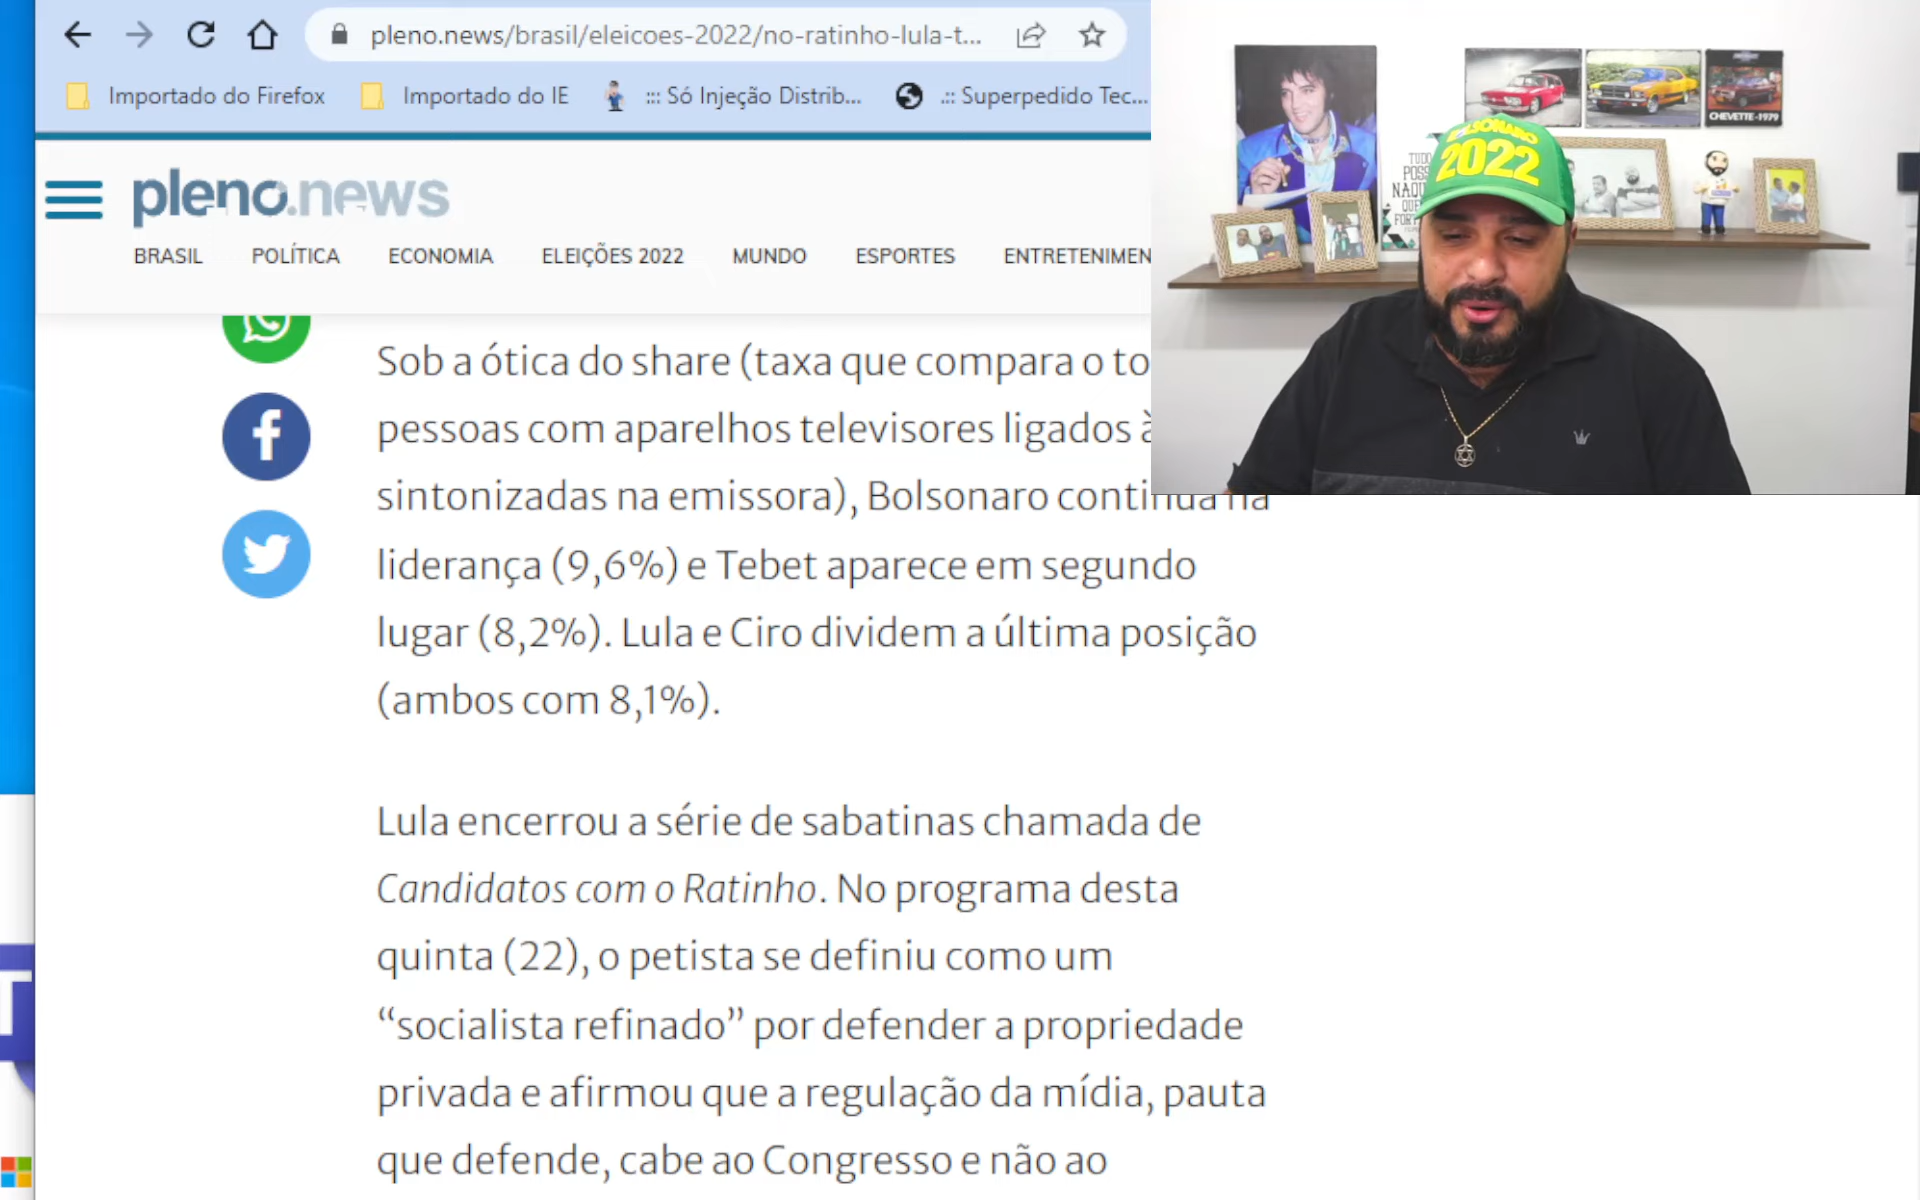 pleno.news/brasil/eleicoes-2022/no-ratinho-lula-t...
Importado do Firefox
Importado do IE
::: Só Injeção Distrib...
.:: Superpedido Tec...
pleno.news
BRASIL
POLÍTICA
ECONOMIA
ELEIÇÕES 2022
MUNDO
ESPORTES
ENTRETENIMEN
Sob a ótica do share (taxa que compara o to
pessoas com aparelhos televisores ligados à
sintonizadas na emissora), Bolsonaro continua na
liderança (9,6%) e Tebet aparece em segundo
lugar (8,2%). Lula e Ciro dividem a última posição
(ambos com 8,1%).
Lula encerrou a série de sabatinas chamada de
Candidatos com o Ratinho. No programa desta
quinta (22), o petista se definiu como um
“socialista refinado” por defender a propriedade
privada e afirmou que a regulação da mídia, pauta
que defende, cabe ao Congresso e não ao
BOLSONARO
2022
CHEVETTE-1979
TUDO